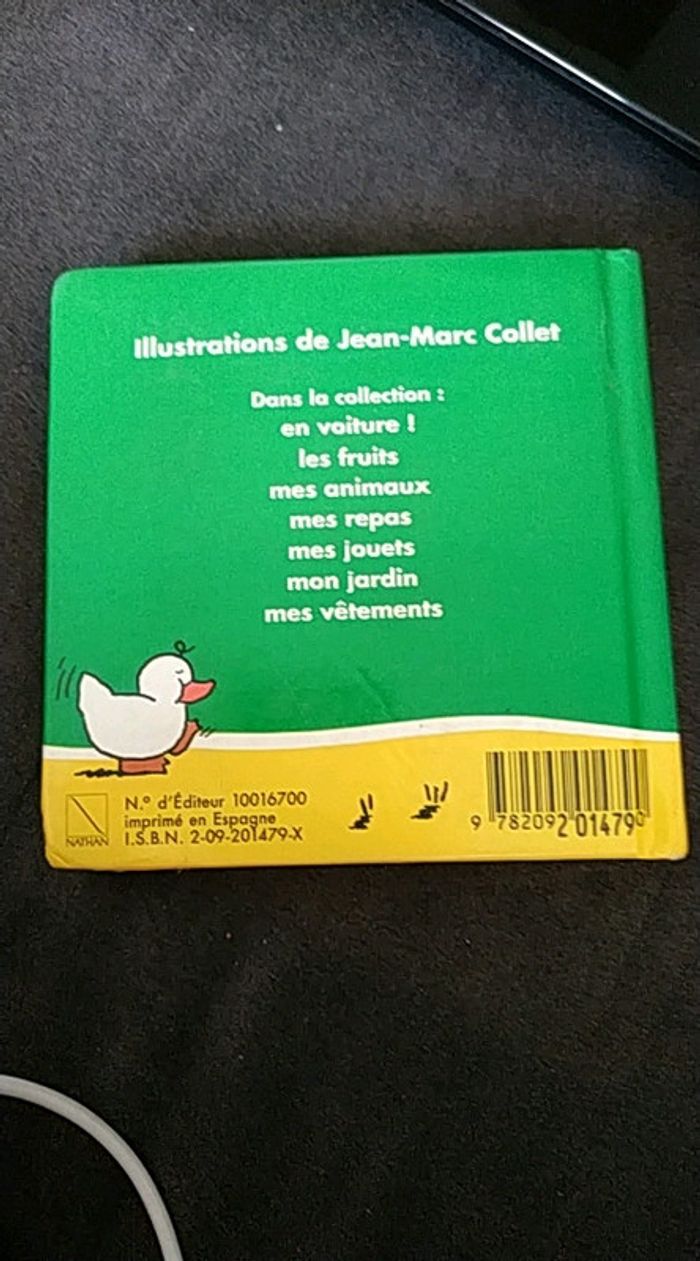 Illustrations de Jean-Marc Collet
Dans la collection :
en voiture !
les fruits
mes animaux
mes repas
mes jouets
mon jardin
mes vêtements
NATHAN
N.º d'Éditeur 10016700
imprimé en Espagne
I.S.B.N. 2-09-201479-X
9 782092 014790